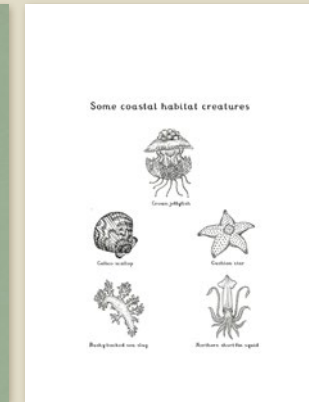 Some coastal habitat creatures
Crown jellyfish
Cushion star
Bushy backed sea slug
Northern shortfin squid